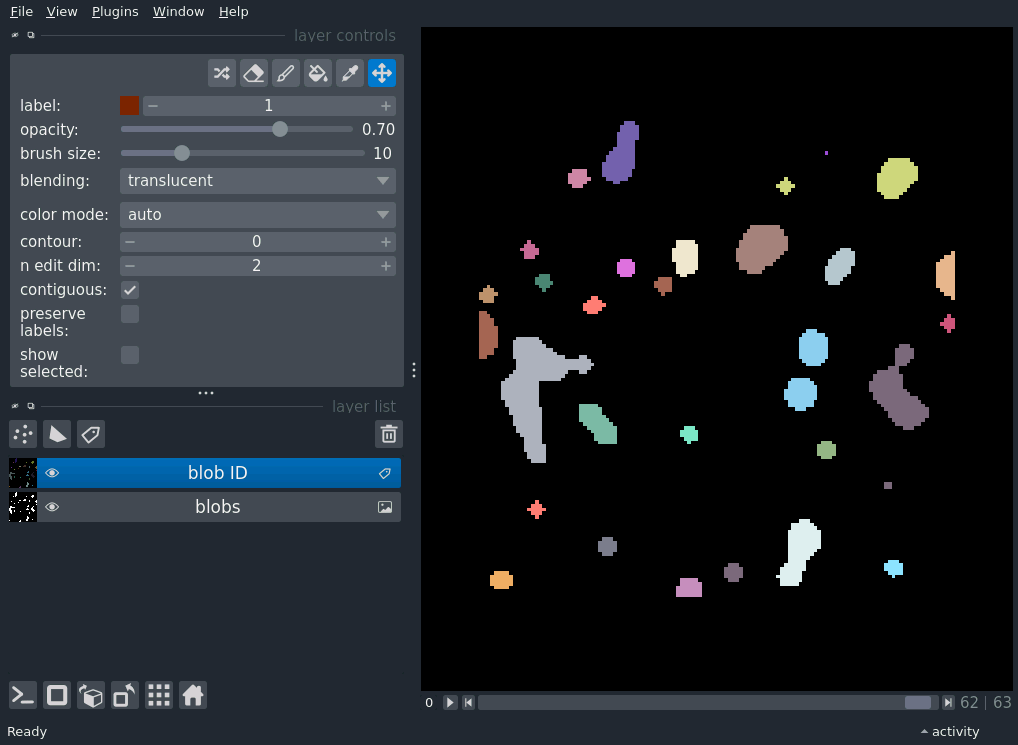 File View Plugins Window Help
layer controls
label: 1
opacity: 0.70
brush size: 10
blending: translucent
color mode: auto
contour: 0
n edit dim: 2
contiguous:
preserve
labels:
show
selected:
layer list
blob ID
blobs
0 62 | 63
Ready activity